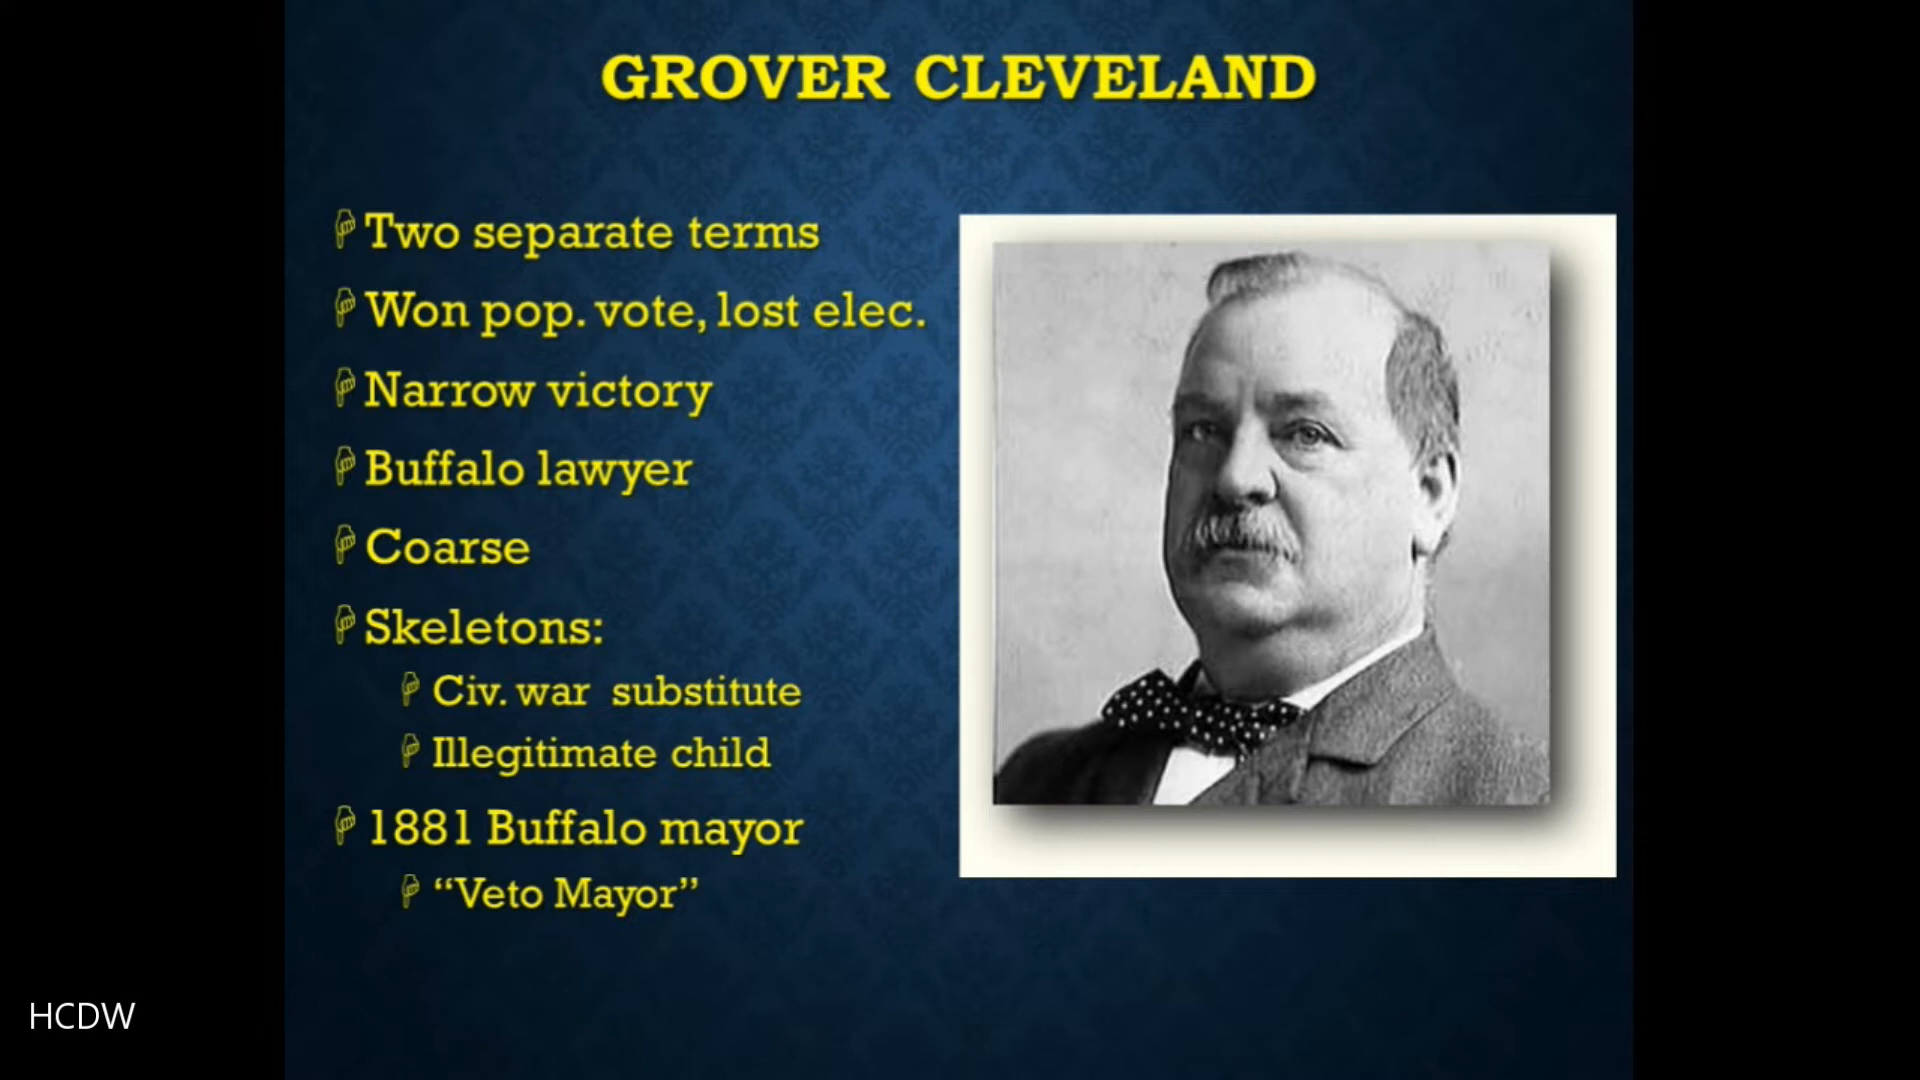 GROVER CLEVELAND
Two separate terms
Won pop. vote, lost elec.
Narrow victory
Buffalo lawyer
Coarse
Skeletons:
Civ. war substitute
Illegitimate child
1881 Buffalo mayor
“Veto Mayor”
HCDW